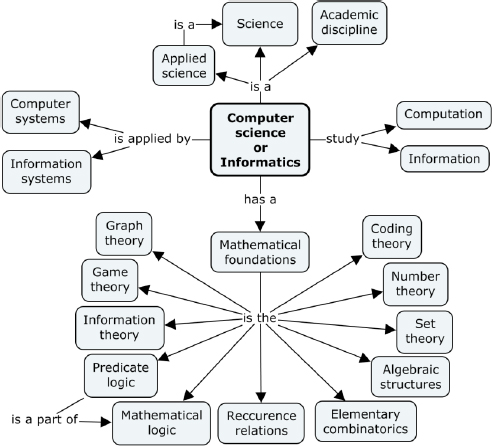 is a
Science
Academic
discipline
Applied
science
is a
Computer
systems
Computer
science
or
Informatics
Computation
is applied by
study
Information
systems
Information
has a
Graph
theory
Mathematical
foundations
Coding
theory
Game
theory
Number
theory
Information
theory
is the
Set
theory
Predicate
logic
Algebraic
structures
is a part of
Mathematical
logic
Reccurence
relations
Elementary
combinatorics